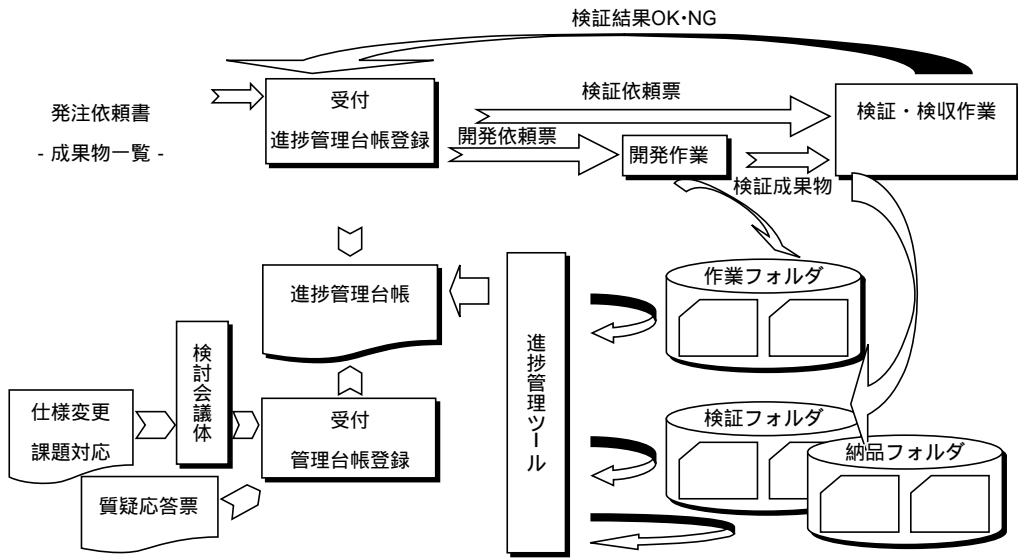 検証結果OK・NG
発注依頼書
- 成果物一覧 -
受付
進捗管理台帳登録
検証依頼票
開発依頼票
開発作業
検証成果物
検証・検収作業
進捗管理台帳
進捗管理ツール
作業フォルダ
検討会議体
仕様変更
課題対応
受付
管理台帳登録
質疑応答票
検証フォルダ
納品フォルダ